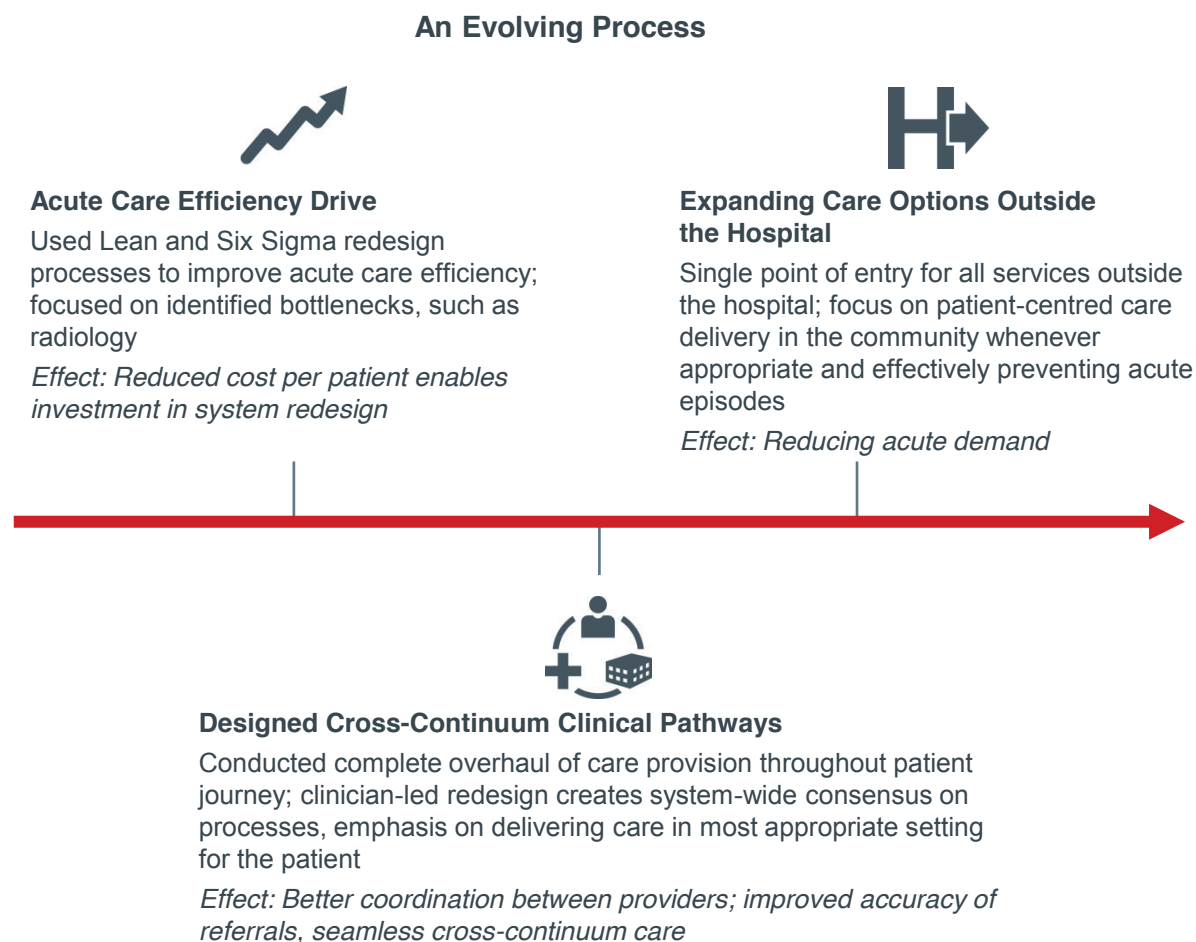 An Evolving Process
Acute Care Efficiency Drive
Used Lean and Six Sigma redesign
processes to improve acute care efficiency;
focused on identified bottlenecks, such as
radiology
Effect: Reduced cost per patient enables
investment in system redesign
Expanding Care Options Outside
the Hospital
Single point of entry for all services outside
the hospital; focus on patient-centred care
delivery in the community whenever
appropriate and effectively preventing acute
episodes
Effect: Reducing acute demand
Designed Cross-Continuum Clinical Pathways
Conducted complete overhaul of care provision throughout patient
journey; clinician-led redesign creates system-wide consensus on
processes, emphasis on delivering care in most appropriate setting
for the patient
Effect: Better coordination between providers; improved accuracy of
referrals, seamless cross-continuum care